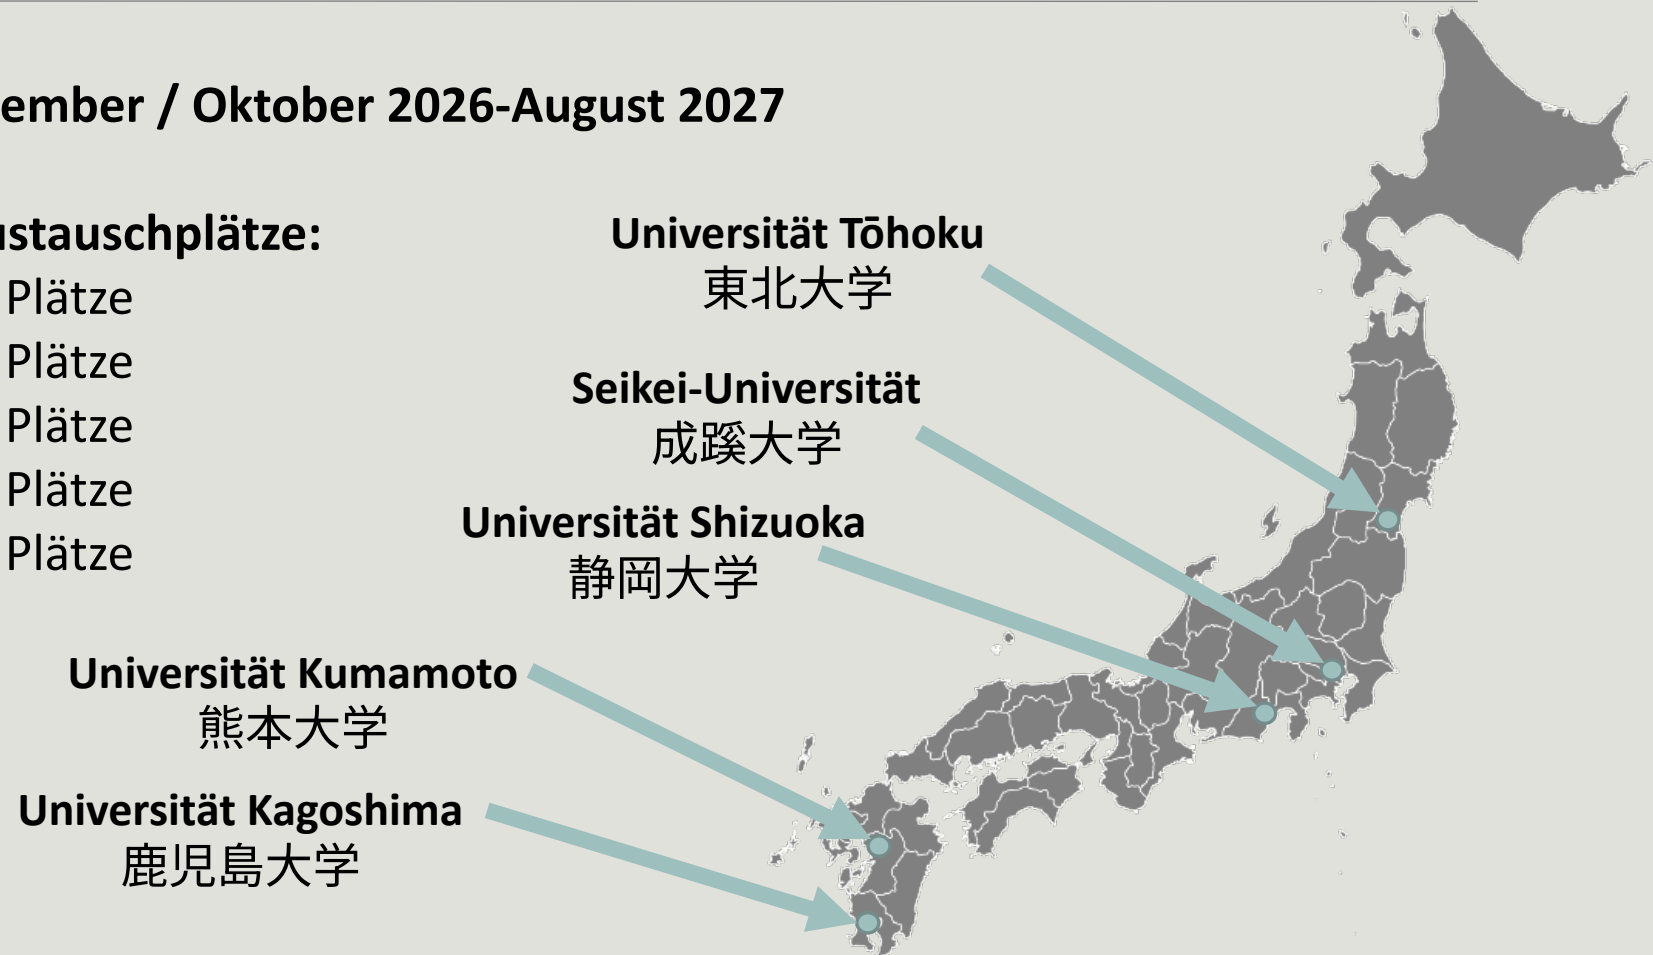 ember / Oktober 2026-August 2027
ustauschplätze:
Plätze
Plätze
Plätze
Plätze
Plätze
Universität Tōhoku
東北大学
Seikei-Universität
成蹊大学
Universität Shizuoka
静岡大学
Universität Kumamoto
熊本大学
Universität Kagoshima
鹿児島大学